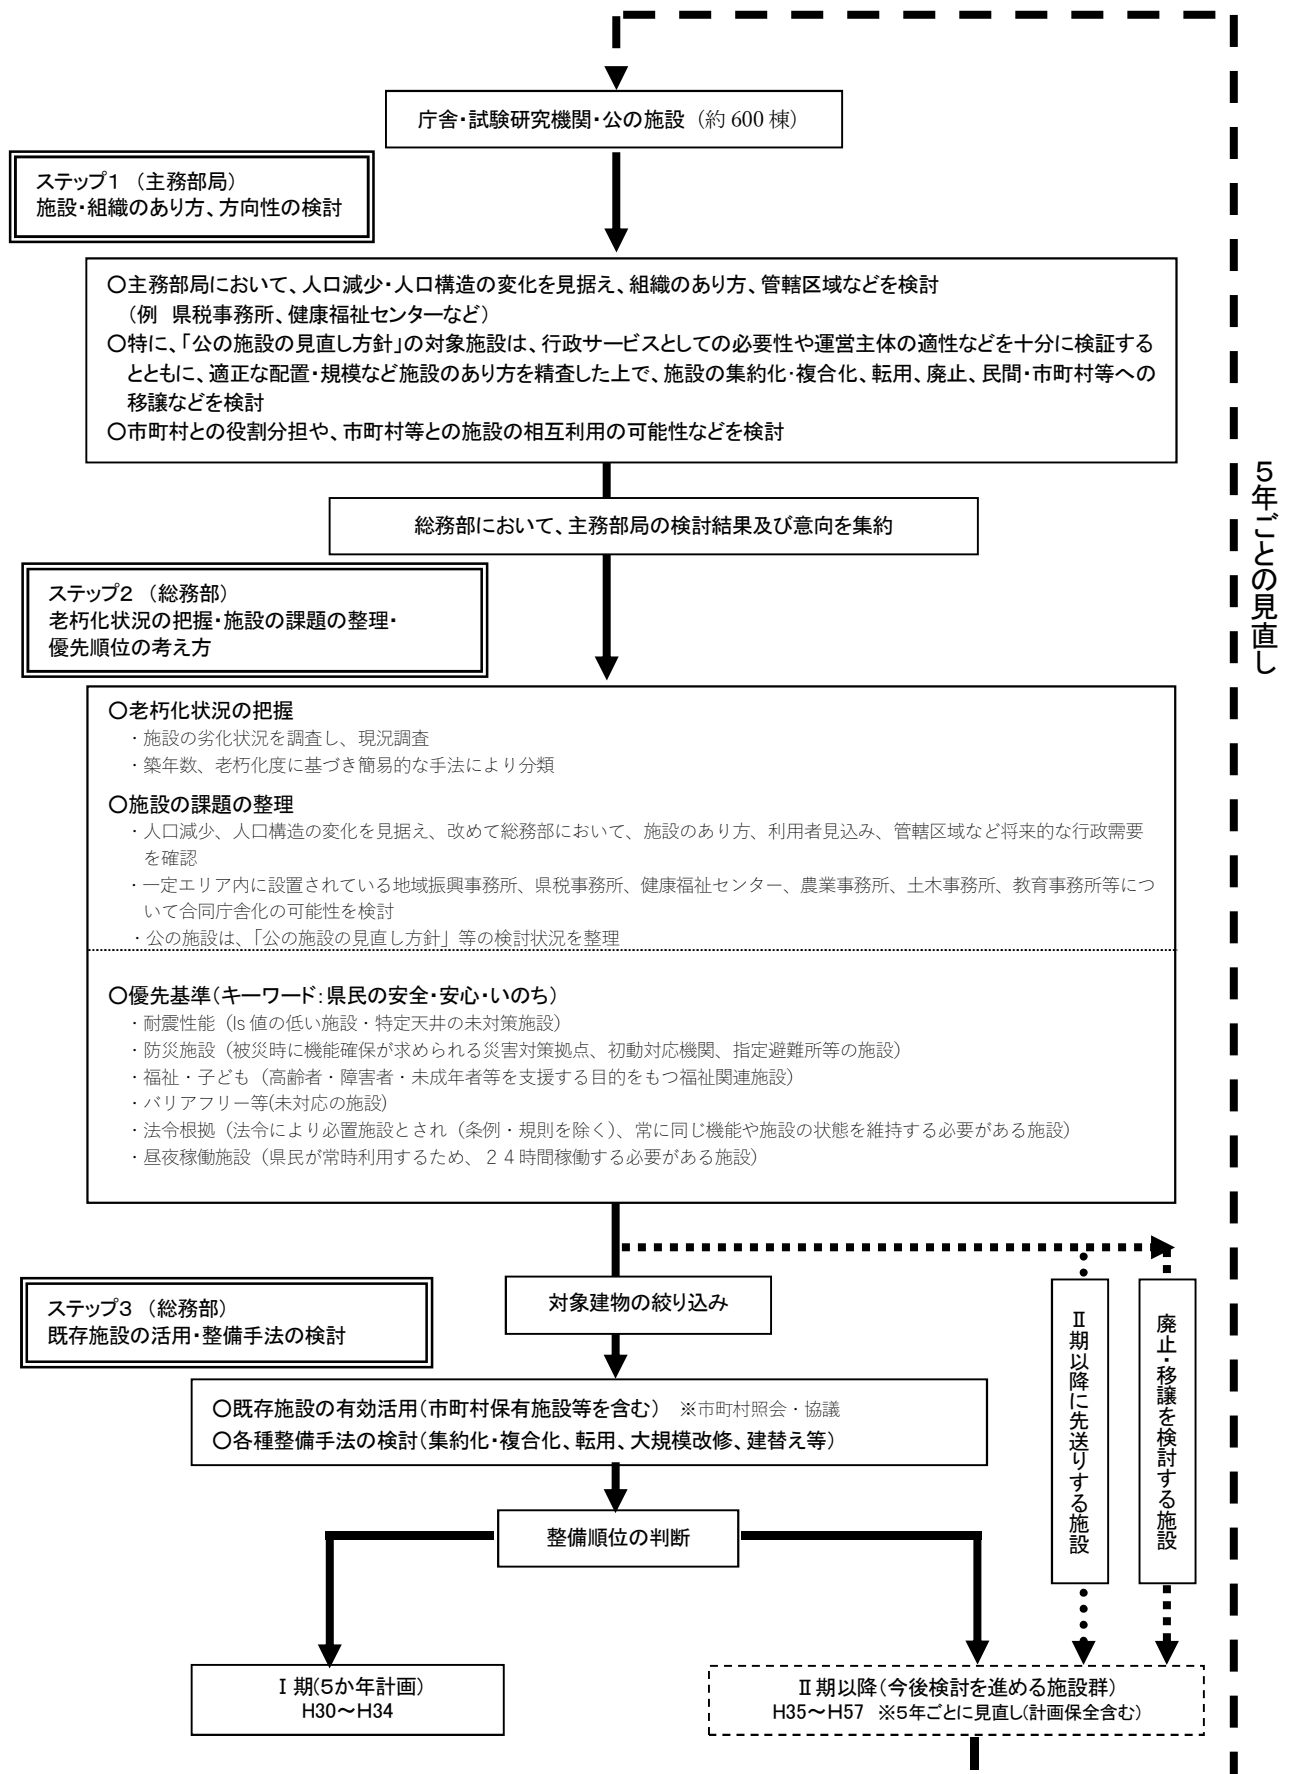 庁舎・試験研究機関・公の施設（約 600 棟）
ステップ１（主務部局）
施設・組織のあり方、方向性の検討
○主務部局において、人口減少・人口構造の変化を見据え、組織のあり方、管轄区域などを検討
（例　県税事務所、健康福祉センターなど）
○特に、「公の施設の見直し方針」の対象施設は、行政サービスとしての必要性や運営主体の適性などを十分に検証する
とともに、適正な配置・規模など施設のあり方を精査した上で、施設の集約化・複合化、転用、廃止、民間・市町村等への
移譲などを検討
○市町村との役割分担や、市町村等との施設の相互利用の可能性などを検討
総務部において、主務部局の検討結果及び意向を集約
ステップ２（総務部）
老朽化状況の把握・施設の課題の整理・
優先順位の考え方
○老朽化状況の把握
・施設の劣化状況を調査し、現況調査
・築年数、老朽化度に基づき簡易的な手法により分類
○施設の課題の整理
・人口減少、人口構造の変化を見据え、改めて総務部において、施設のあり方、利用者見込み、管轄区域など将来的な行政需要
を確認
・一定エリア内に設置されている地域振興事務所、県税事務所、健康福祉センター、農業事務所、土木事務所、教育事務所等につ
いて合同庁舎化の可能性を検討
・公の施設は、「公の施設の見直し方針」等の検討状況を整理
○優先基準（キーワード：県民の安全・安心・いのち）
・耐震性能（Is 値の低い施設・特定天井の未対策施設）
・防災施設（被災時に機能確保が求められる災害対策拠点、初動対応機関、指定避難所等の施設）
・福祉・子ども（高齢者・障害者・未成年者等を支援する目的をもつ福祉関連施設）
・バリアフリー等(未対応の施設)
・法令根拠（法令により必置施設とされ（条例・規則を除く）、常に同じ機能や施設の状態を維持する必要がある施設）
・昼夜稼働施設（県民が常時利用するため、２４時間稼働する必要がある施設）
対象建物の絞り込み
ステップ３（総務部）
既存施設の活用・整備手法の検討
○既存施設の有効活用（市町村保有施設等を含む）　※市町村照会・協議
○各種整備手法の検討（集約化・複合化、転用、大規模改修、建替え等）
整備順位の判断
Ⅰ期(５か年計画）
H30～H34
Ⅱ期以降（今後検討を進める施設群）
H35～H57　※５年ごとに見直し(計画保全含む）
Ⅱ期以降に先送りする施設
廃止・移譲を検討する施設
５年ごとの見直し